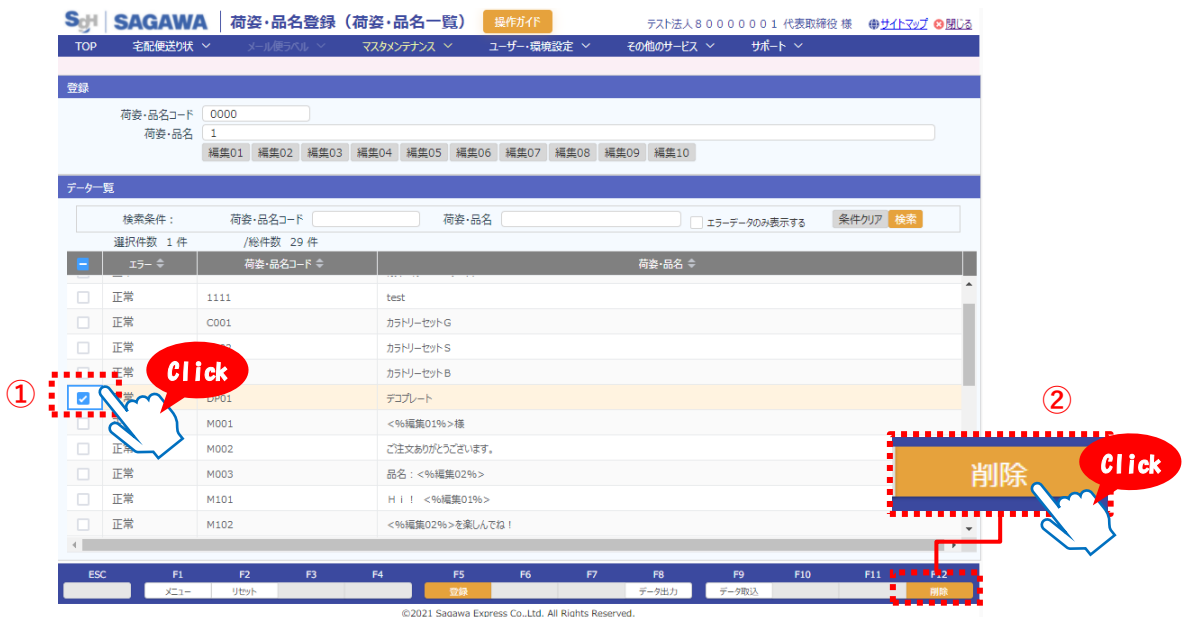 SGH SAGAWA 荷姿・品名登録（荷姿・品名一覧） 操作ガイド テスト法人８００００００１ 代表取締役 様 サイトマップ 閉じる
TOP 宅配便送り状 メール便ラベル マスタメンテナンス ユーザー・環境設定 その他のサービス サポート
登録
荷姿・品名コード 0000
荷姿・品名 1
編集01 編集02 編集03 編集04 編集05 編集06 編集07 編集08 編集09 編集10
データ一覧
検索条件： 荷姿・品名コード 荷姿・品名 エラーデータのみ表示する 条件クリア 検索
選択件数 1 件 /総件数 29 件
エラー 荷姿・品名コード 荷姿・品名
正常 1111 test
正常 C001 カラトリーセットG
正常 カラトリーセットS
正常 カラトリーセットB
Click
① 常 DP01 デコプレート
②
M001 <%編集01%>様
正常 M002 ご注文ありがとうございます。
正常 M003 品名：<%編集02%>
削除 Click
正常 M101 Ｈｉ！ <%編集01%>
正常 M102 <%編集02%>を楽しんでね！
ESC F1 F2 F3 F4 F5 F6 F7 F8 F9 F10 F11 F12
メニュー リセット 登録 データ出力 データ取込 削除
©2021 Sagawa Express Co.,Ltd. All Rights Reserved.